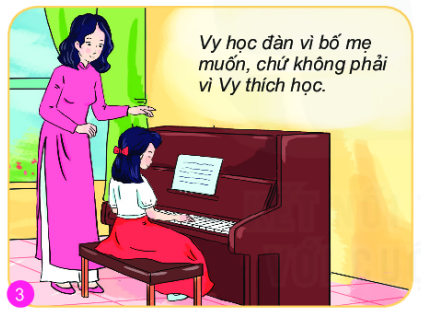 Vy học đàn vì bố mẹ
muốn, chứ không phải
vì Vy thích học.
3